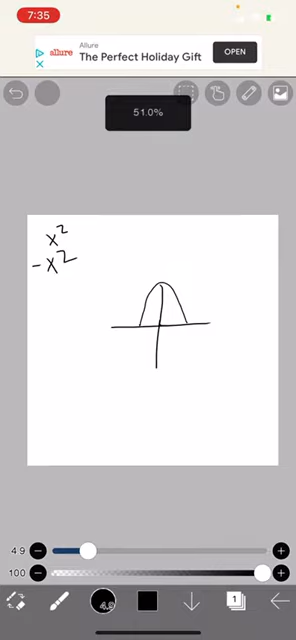 7:35
allure
Allure
The Perfect Holiday Gift
OPEN
51.0%
x²
-x²
4.9
100
4.9
1